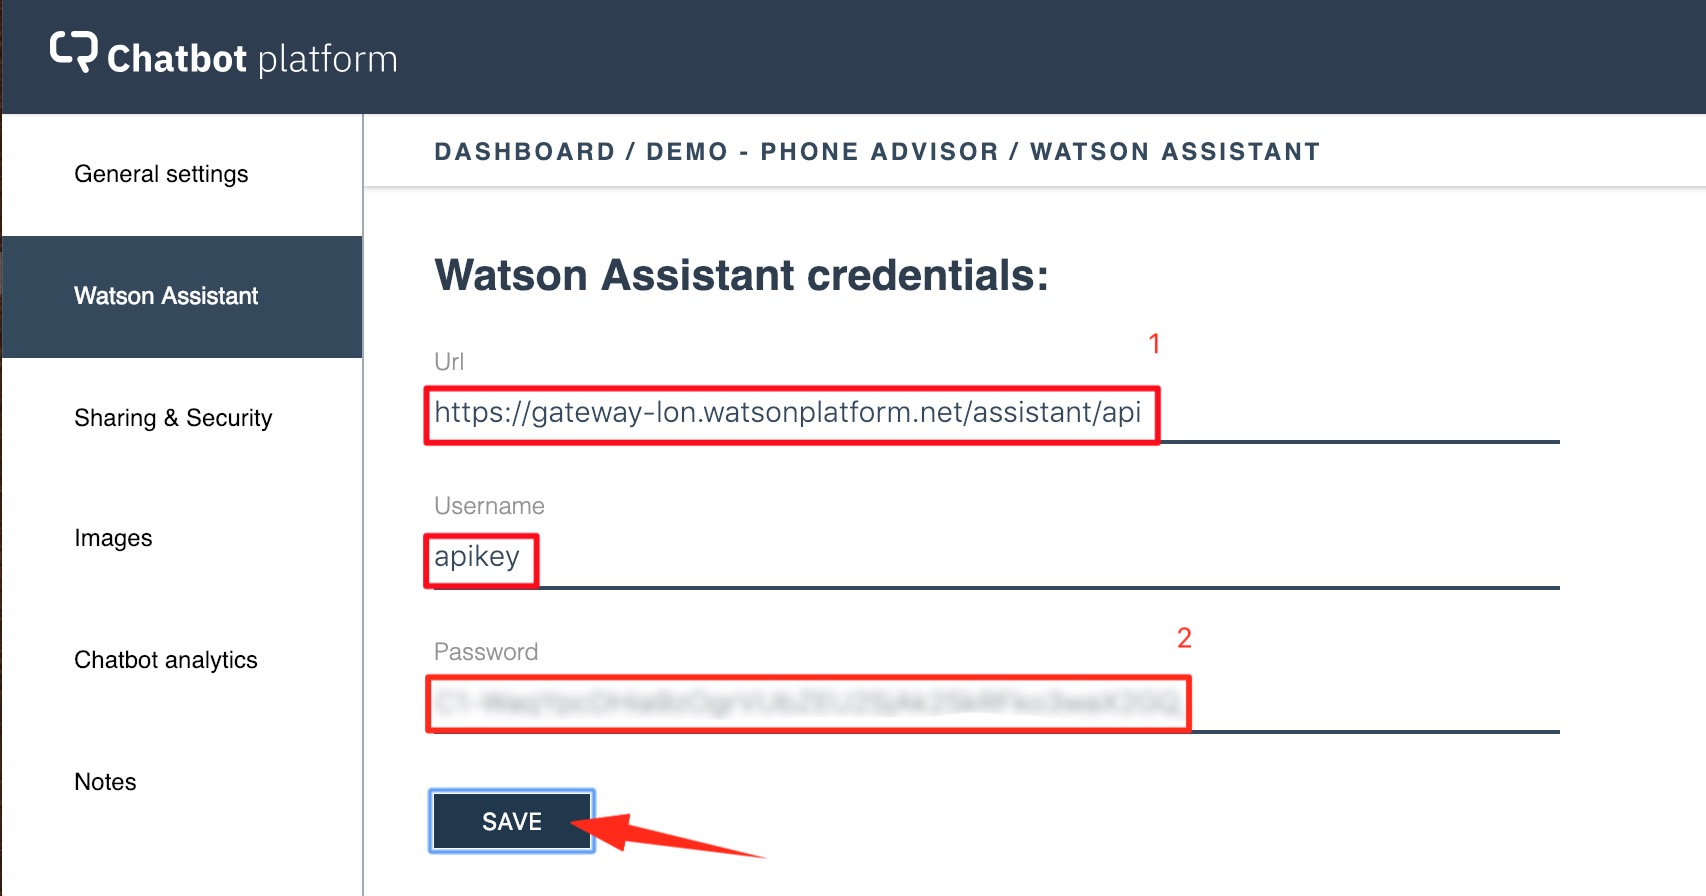 Chatbot platform
General settings
Watson Assistant
Sharing & Security
Images
Chatbot analytics
Notes
DASHBOARD / DEMO - PHONE ADVISOR / WATSON ASSISTANT
Watson Assistant credentials:
1
Url
https://gateway-lon.watsonplatform.net/assistant/api
Username
apikey
2
Password
SAVE